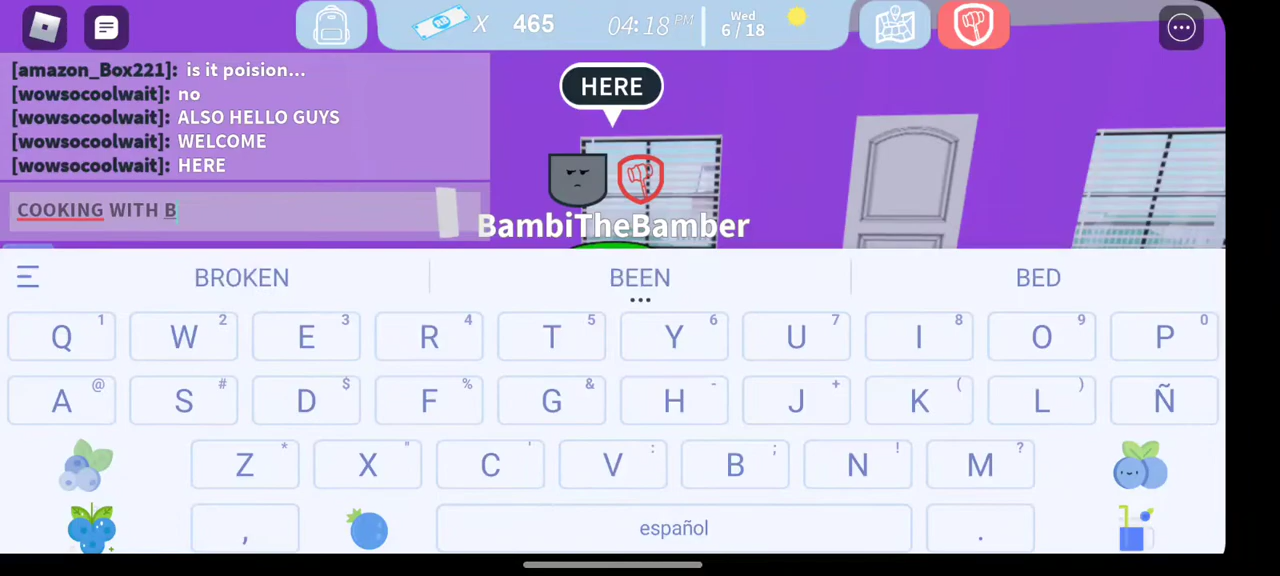 X 465 04:18 PM Wed 6/18
[amazon_Box221]: is it poision...
[wowsocoolwait]: no
[wowsocoolwait]: ALSO HELLO GUYS
[wowsocoolwait]: WELCOME
[wowsocoolwait]: HERE
HERE
BambiTheBamber
COOKING WITH B
BROKEN BEEN BED
Q 1 W 2 E 3 R 4 T 5 Y 6 U 7 I 8 O 9 P 0
A @ S # D $ F % G & H - J + K ( L ) Ñ
Z * X " C ' V : B ; N ! M ?
, español .